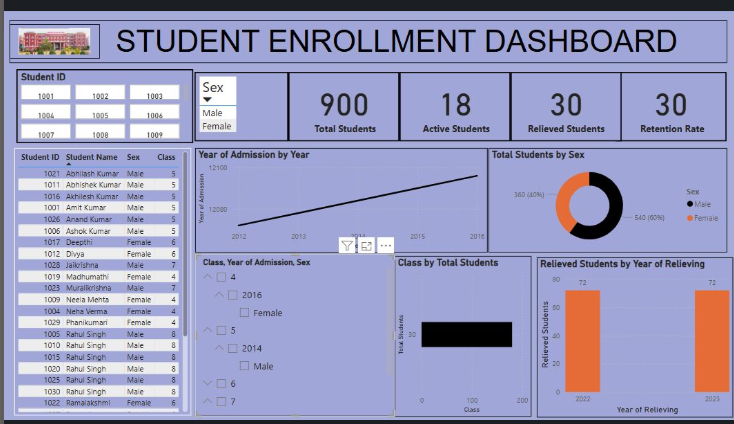 STUDENT ENROLLMENT DASHBOARD
Student ID
1001 1002 1003
1004 1005 1006
1007 1008 1009
Sex
Male
Female
900
Total Students
18
Active Students
30
Relieved Students
30
Retention Rate
Student ID Student Name Sex Class
1021 Abhilash Kumar Male 5
1011 Abhishek Kumar Male 5
1016 Akhilesh Kumar Male 5
1001 Amit Kumar Male 5
1026 Anand Kumar Male 5
1006 Ashok Kumar Male 5
1017 Deepthi Female 6
1012 Divya Female 6
1028 Jaikrishna Male 7
1019 Madhumathi Female 4
1023 Muralikrishna Male 7
1009 Neela Mehta Female 4
1004 Neha Verma Female 4
1029 Phanikumari Female 4
1005 Rahul Singh Male 8
1010 Rahul Singh Male 8
1015 Rahul Singh Male 8
1020 Rahul Singh Male 8
1025 Rahul Singh Male 8
1030 Rahul Singh Male 8
1022 Ramalakshmi Female 6
Year of Admission by Year
Year of Admission
12100
12080
2012 2013 2014 2015 2016
Total Students by Sex
360 (40%)
540 (60%)
Sex
Male
Female
Class, Year of Admission, Sex
4
2016
Female
5
2014
Male
6
7
Class by Total Students
Total Students
30
0 100 200
Class
Relieved Students by Year of Relieving
Relieved Students
80
60
40
20
0
72 72
2022 2023
Year of Relieving